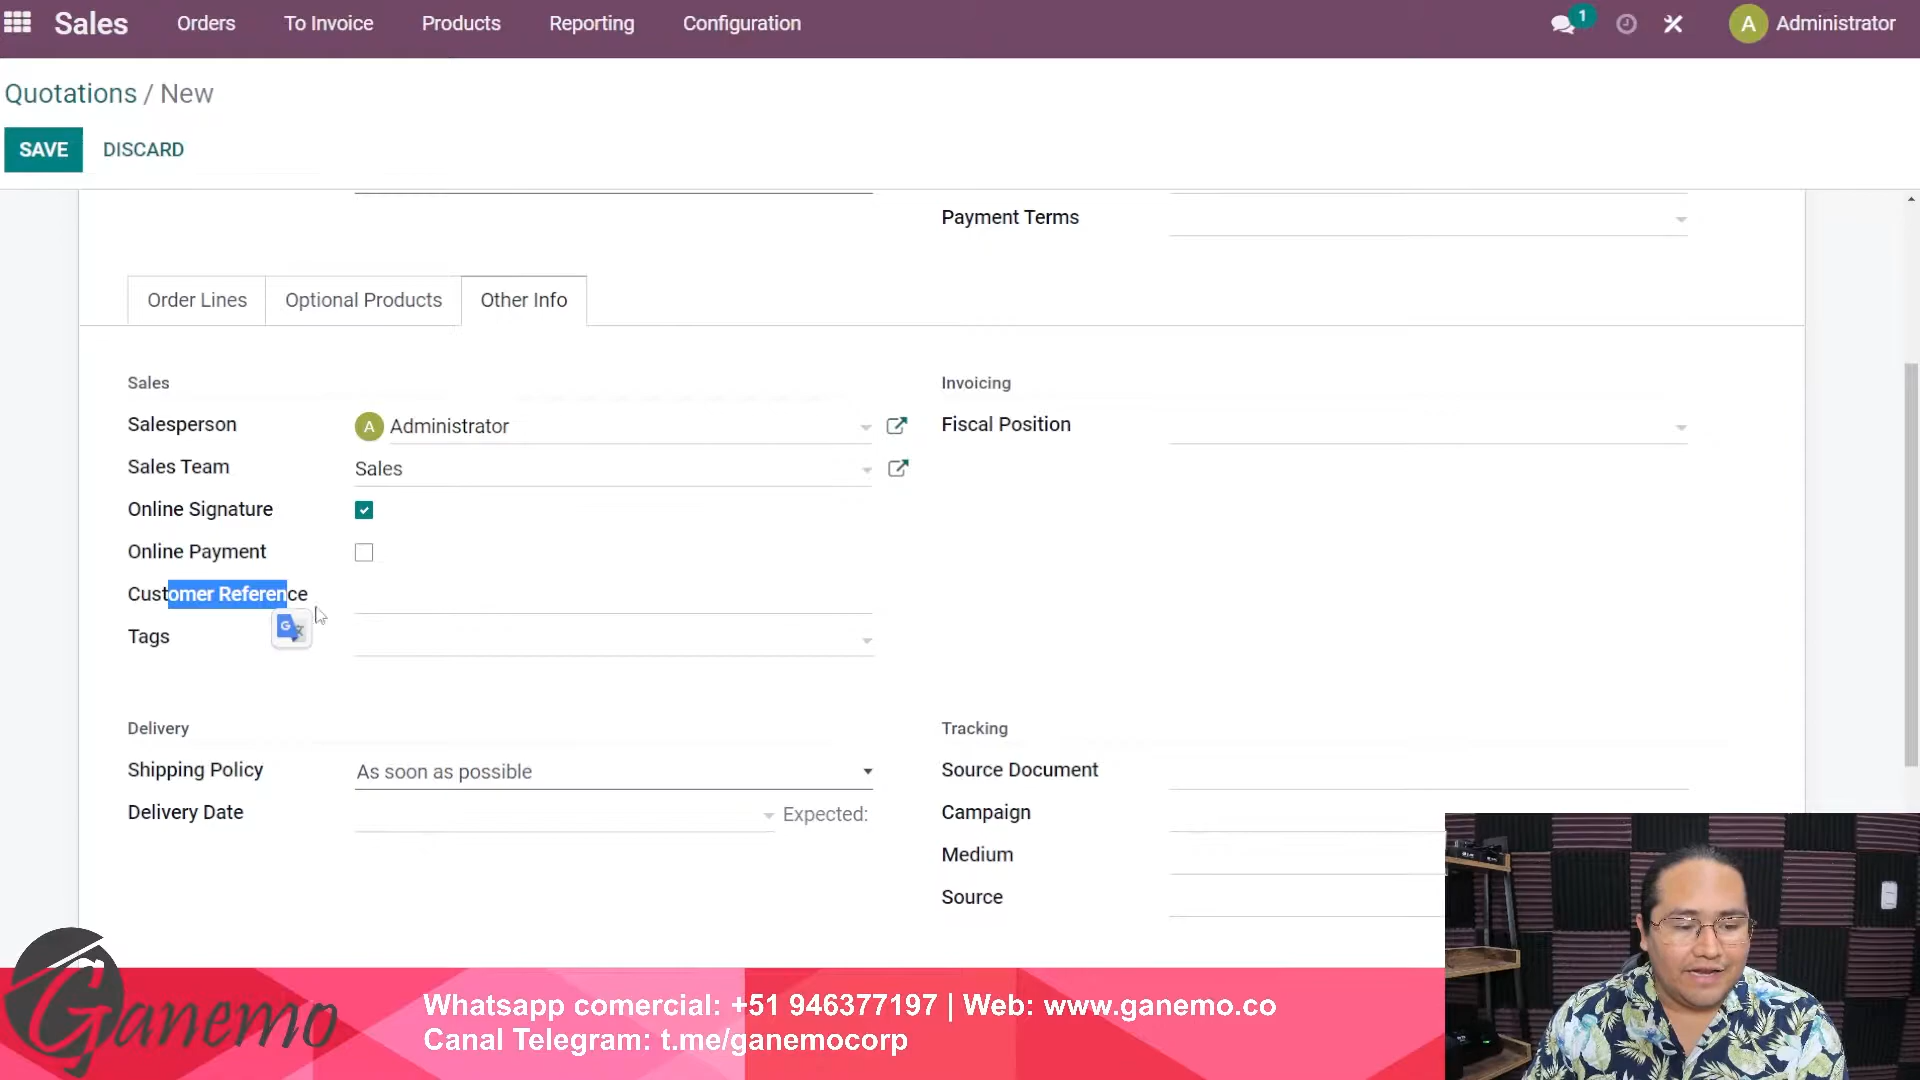 Sales Orders To Invoice Products Reporting Configuration 1 A Administrator
Quotations / New
SAVE DISCARD
Payment Terms
Order Lines Optional Products Other Info
Sales Invoicing
Salesperson A Administrator Fiscal Position
Sales Team Sales
Online Signature
Online Payment
Customer Reference
G
Tags
Delivery Tracking
Shipping Policy As soon as possible Source Document
Delivery Date Expected: Campaign
Medium
Source
Ganemo
Whatsapp comercial: +51 946377197 | Web: www.ganemo.co
Canal Telegram: t.me/ganemocorp